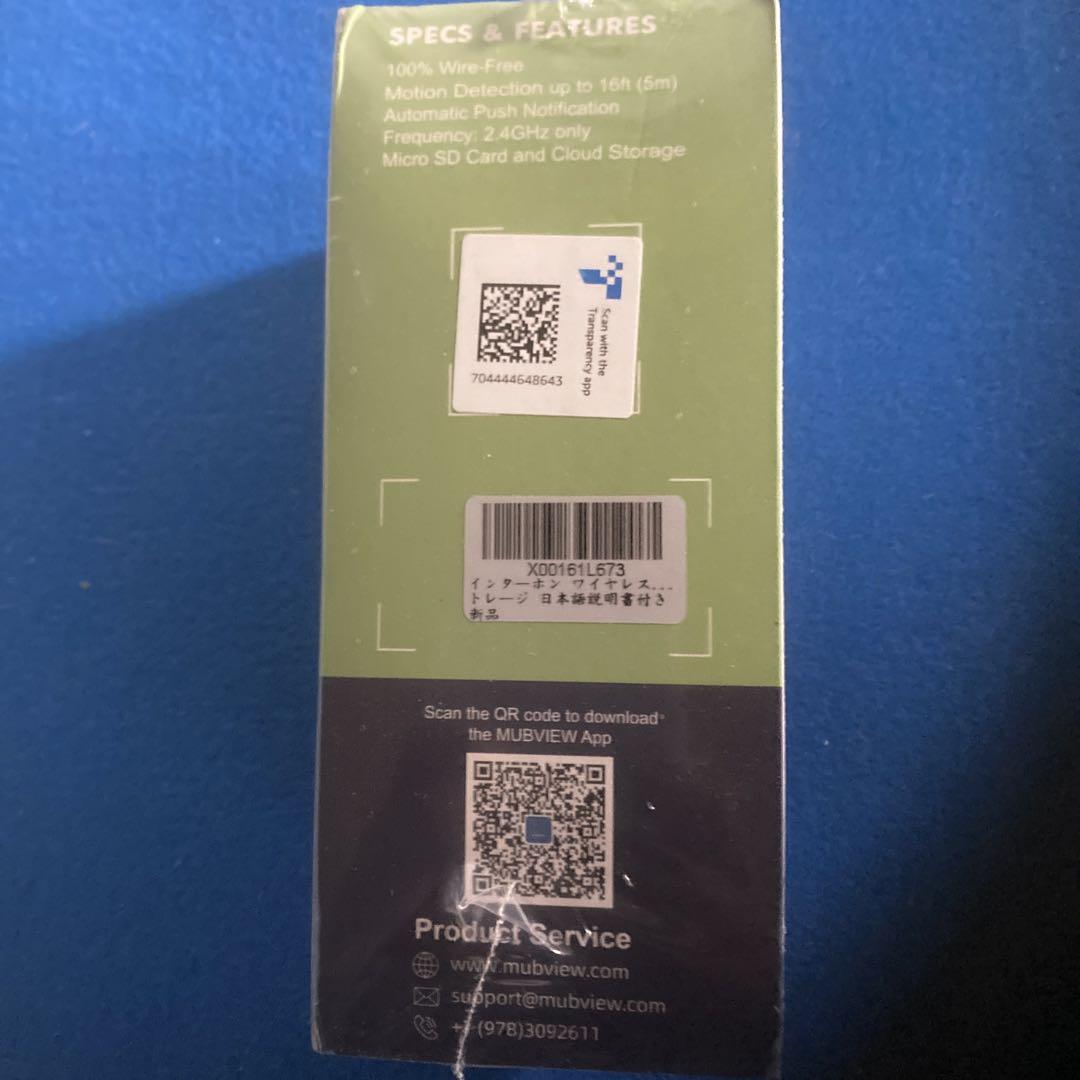 SPECS & FEATURES
100% Wire-Free
Motion Detection up to 16ft (5m)
Automatic Push Notification
Frequency: 2.4GHz only
Micro SD Card and Cloud Storage
Scan with the
Transparency app
704444648643
X00161L673
インターホン ワイヤレス...
トレージ 日本語説明書付き
新品
Scan the QR code to download
the MUBVIEW App
Product Service
www.mubview.com
support@mubview.com
(978)3092611